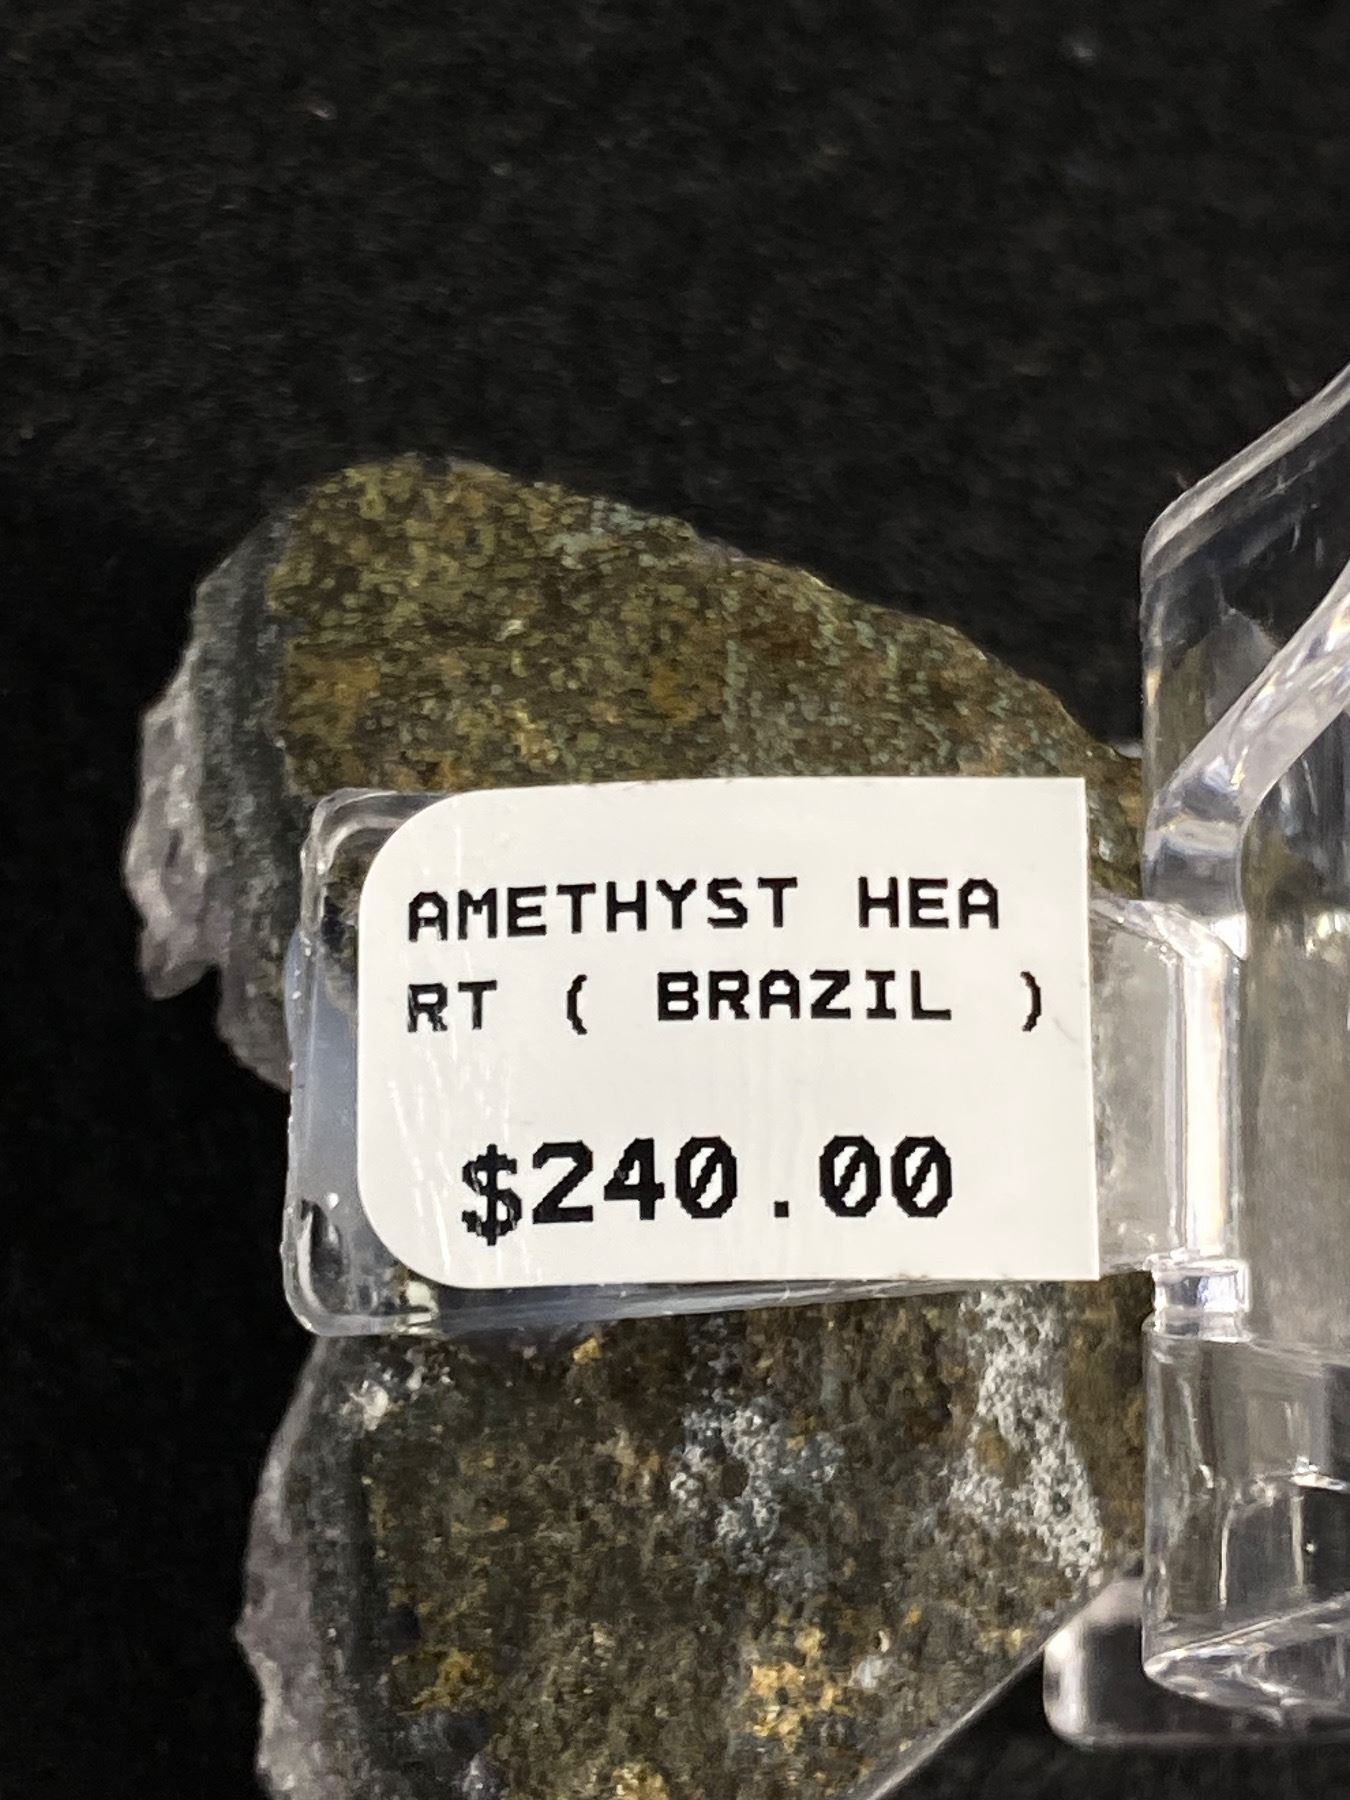 AMETHYST HEA
RT ( BRAZIL )
$240.00